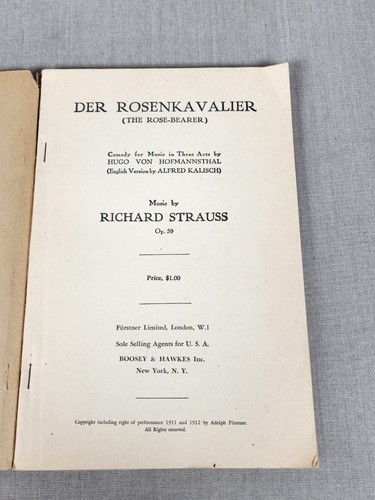 DER ROSENKAVALIER
(THE ROSE-BEARER)
Comedy for Music in Three Acts by
HUGO VON HOFMANNSTHAL
(English Version by ALFRED KALISCH)
Music by
RICHARD STRAUSS
Op. 59
Price, $1.00
Fürstner Limited, London, W.1
Sole Selling Agents for U. S. A.
BOOSEY & HAWKES Inc.
New York, N. Y.
Copyright including right of performance 1911 and 1912 by Adolph Fürstner.
All Rights reserved.